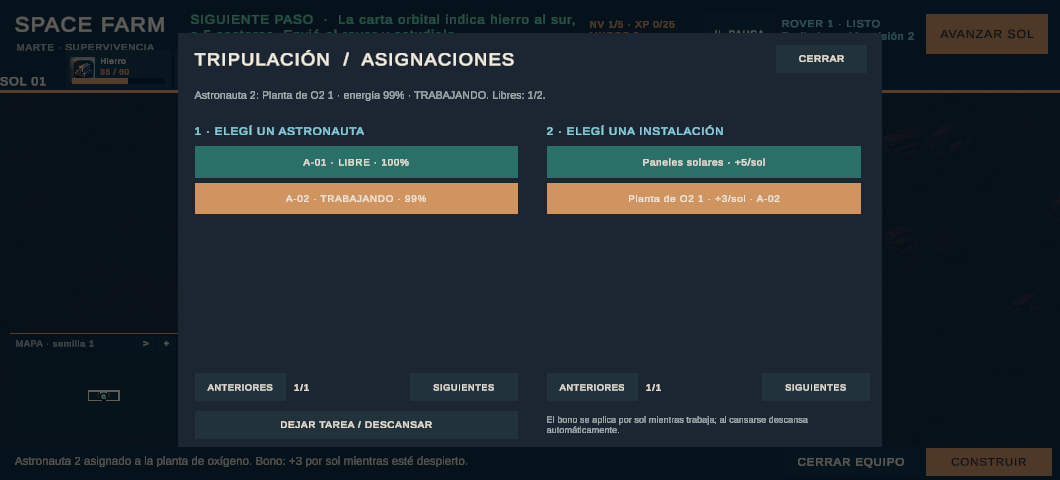 SPACE FARM
MARTE · SUPERVIVENCIA
SIGUIENTE PASO · La carta orbital indica hierro al sur,
NV 1/5 · XP 0/25
ROVER 1 · LISTO
AVANZAR SOL
Hierro
SOL 01
TRIPULACIÓN / ASIGNACIONES
CERRAR
Astronauta 2: Planta de O2 1 · energía 99% · TRABAJANDO. Libres: 1/2.
1 · ELEGÍ UN ASTRONAUTA
2 · ELEGÍ UNA INSTALACIÓN
A-01 · LIBRE · 100%
Paneles solares · +5/sol
A-02 · TRABAJANDO · 99%
Planta de O2 1 · +3/sol · A-02
MAPA · semilla 1 > +
ANTERIORES 1/1 SIGUIENTES
ANTERIORES 1/1 SIGUIENTES
DEJAR TAREA / DESCANSAR
El bono se aplica por sol mientras trabaja; al cansarse descansa
automáticamente.
Astronauta 2 asignado a la planta de oxígeno. Bono: +3 por sol mientras esté despierto.
CERRAR EQUIPO
CONSTRUIR